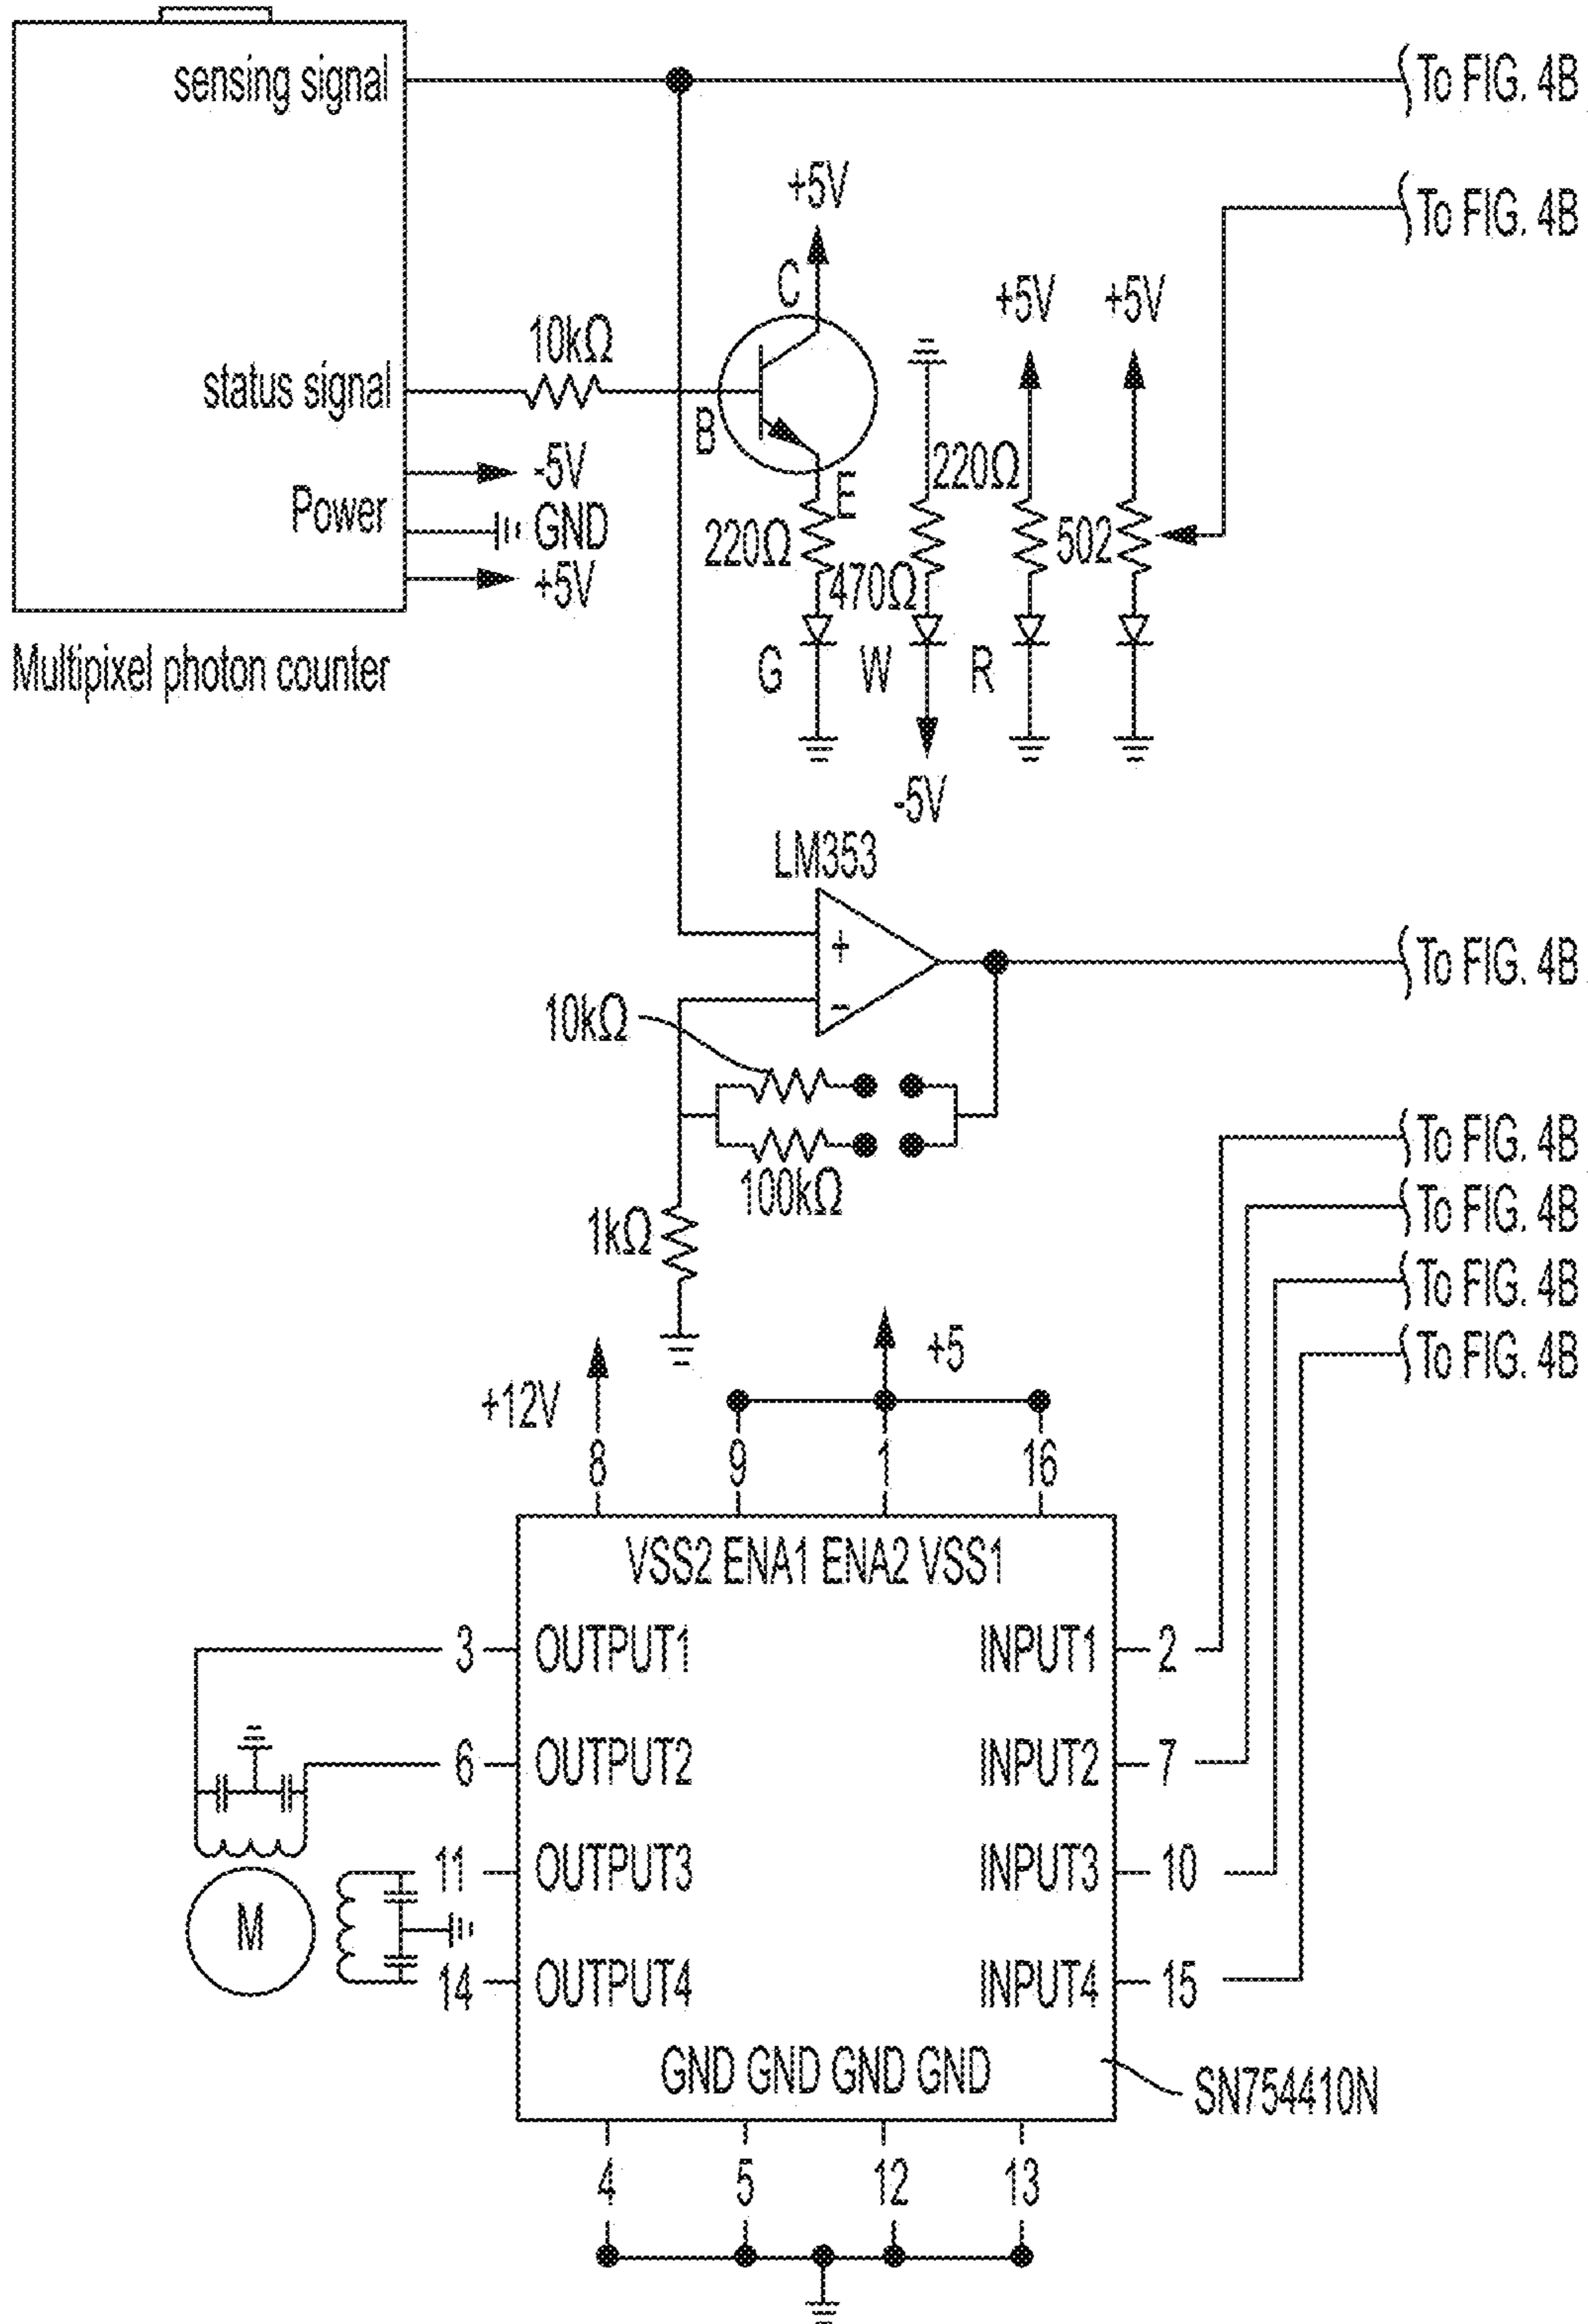 sensing signal
To FIG. 4B
+5V
To FIG. 4B
C
+5V +5V
10kΩ
status signal
B
-5V
E
220Ω
Power
GND
220Ω
502
+5V
470Ω
Multipixel photon counter
G W R
-5V
LM353
+
To FIG. 4B
-
10kΩ
100kΩ
1kΩ
To FIG. 4B
To FIG. 4B
To FIG. 4B
To FIG. 4B
+5
+12V
8 9 1 16
VSS2 ENA1 ENA2 VSS1
3 OUTPUT1 INPUT1 2
6 OUTPUT2 INPUT2 7
11 OUTPUT3 INPUT3 10
M
14 OUTPUT4 INPUT4 15
GND GND GND GND
SN754410N
4 5 12 13